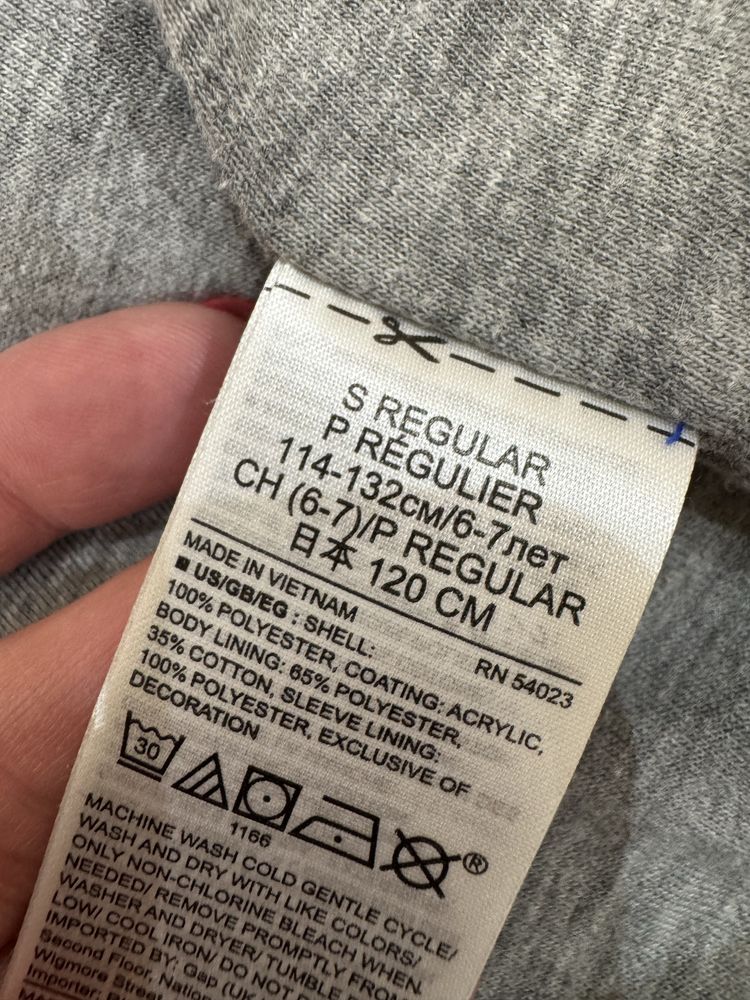 S REGULAR
P RÉGULIER
114-132см/6-7лет
CH (6-7)/P REGULAR
日本 120 CM
MADE IN VIETNAM RN 54023
■ US/GB/EG : SHELL:
100% POLYESTER, COATING: ACRYLIC,
BODY LINING: 65% POLYESTER,
35% COTTON, SLEEVE LINING:
100% POLYESTER, EXCLUSIVE OF
DECORATION
30
®
1166
MACHINE WASH COLD GENTLE CYCLE/
WASH AND DRY WITH LIKE COLORS/
ONLY NON-CHLORINE BLEACH WHEN
NEEDED/ REMOVE PROMPTLY FROM
WASHER AND DRYER/ TUMBLE
LOW/ COOL IRON/ DO NOT
IMPORTED BY: Gap (UK
Second Floor,
Wigmore Street
Importer: